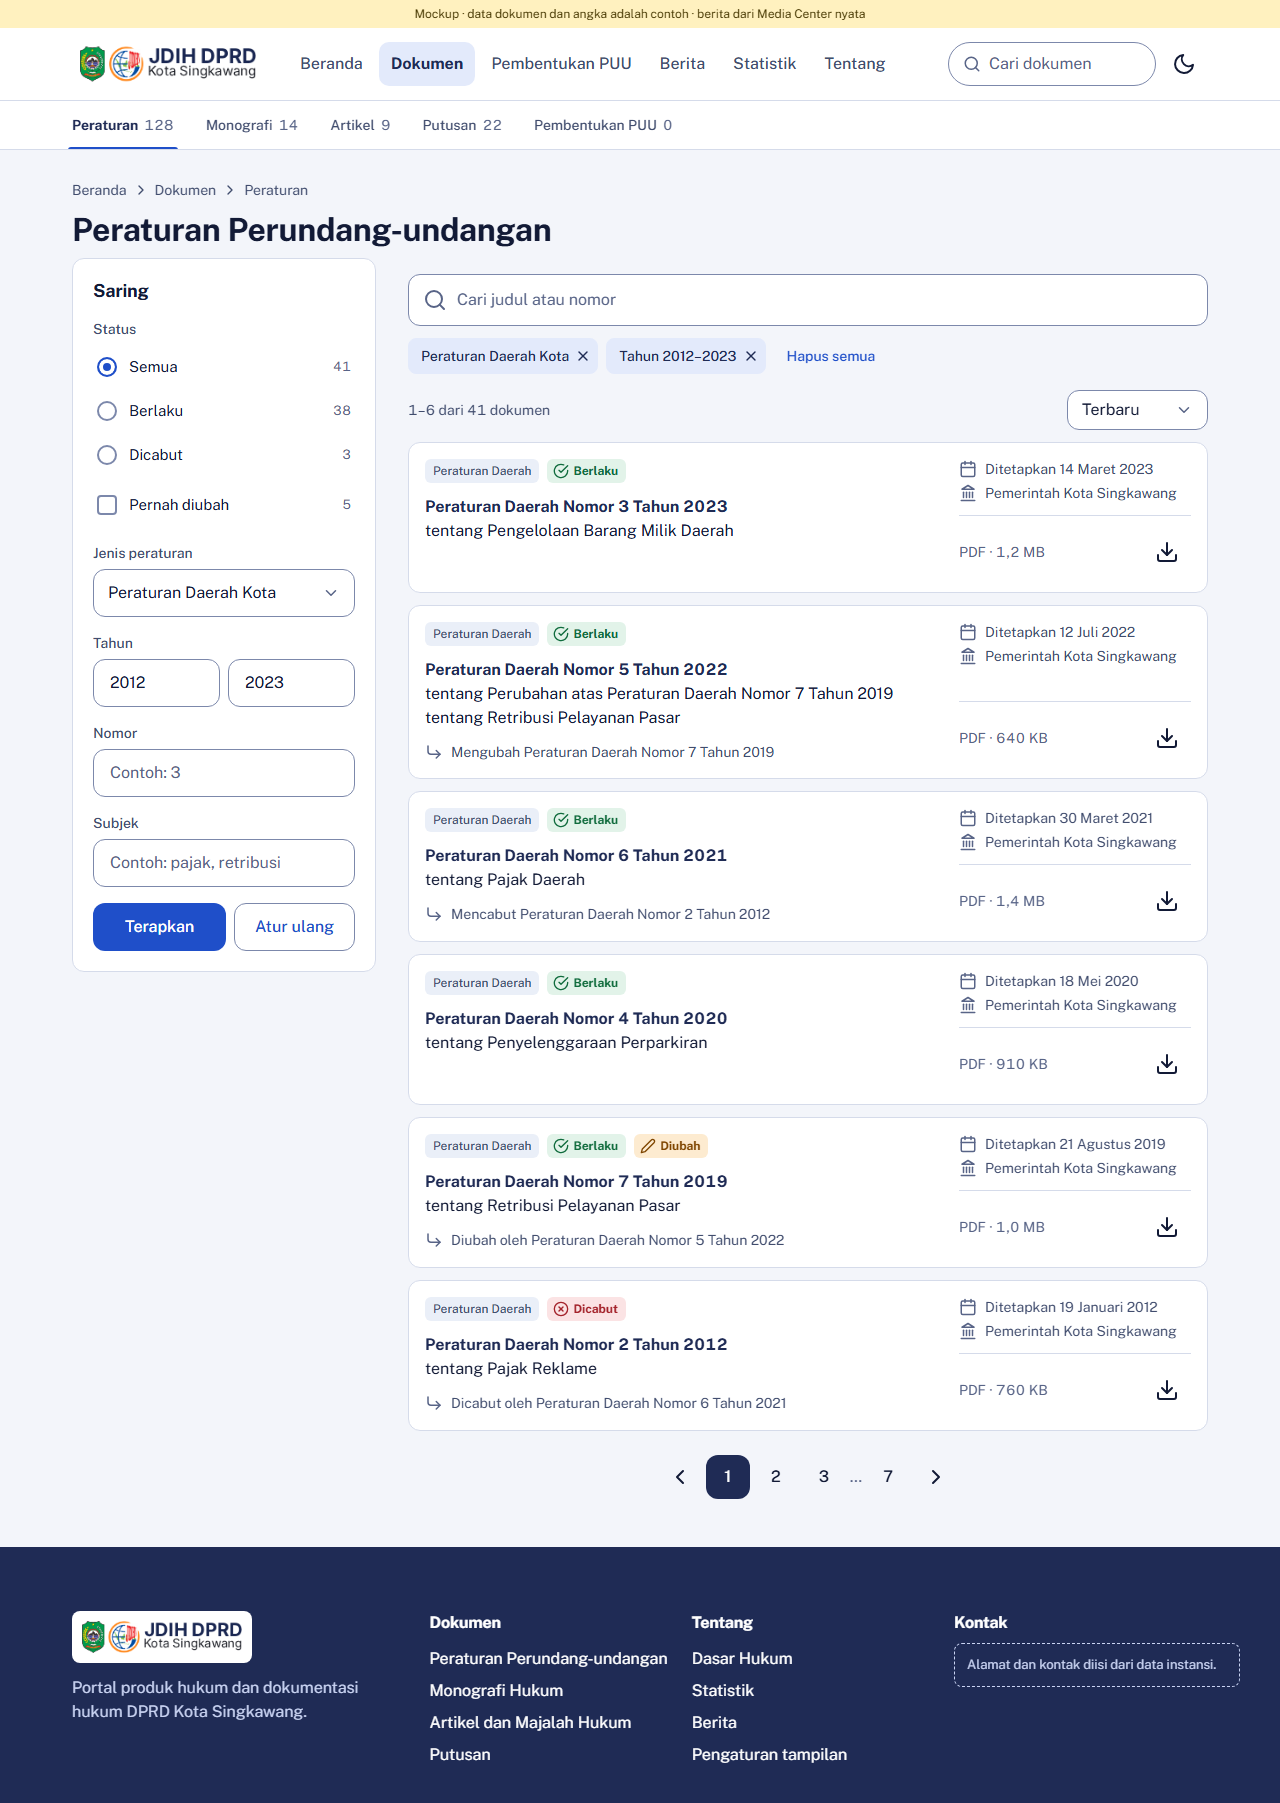 Mockup · data dokumen dan angka adalah contoh · berita dari Media Center nyata
JDIH DPRD
Kota Singkawang
Beranda
Dokumen
Pembentukan PUU
Berita
Statistik
Tentang
Cari dokumen
Peraturan 128
Monografi 14
Artikel 9
Putusan 22
Pembentukan PUU 0
Beranda > Dokumen > Peraturan
Peraturan Perundang-undangan
Saring
Status
Semua 41
Berlaku 38
Dicabut 3
Pernah diubah 5
Jenis peraturan
Peraturan Daerah Kota
Tahun
2012
2023
Nomor
Contoh: 3
Subjek
Contoh: pajak, retribusi
Terapkan
Atur ulang
Cari judul atau nomor
Peraturan Daerah Kota
Tahun 2012–2023
Hapus semua
1–6 dari 41 dokumen
Terbaru
Peraturan Daerah
Berlaku
Peraturan Daerah Nomor 3 Tahun 2023
tentang Pengelolaan Barang Milik Daerah
Ditetapkan 14 Maret 2023
Pemerintah Kota Singkawang
PDF · 1,2 MB
Peraturan Daerah
Berlaku
Peraturan Daerah Nomor 5 Tahun 2022
tentang Perubahan atas Peraturan Daerah Nomor 7 Tahun 2019
tentang Retribusi Pelayanan Pasar
Mengubah Peraturan Daerah Nomor 7 Tahun 2019
Ditetapkan 12 Juli 2022
Pemerintah Kota Singkawang
PDF · 640 KB
Peraturan Daerah
Berlaku
Peraturan Daerah Nomor 6 Tahun 2021
tentang Pajak Daerah
Mencabut Peraturan Daerah Nomor 2 Tahun 2012
Ditetapkan 30 Maret 2021
Pemerintah Kota Singkawang
PDF · 1,4 MB
Peraturan Daerah
Berlaku
Peraturan Daerah Nomor 4 Tahun 2020
tentang Penyelenggaraan Perparkiran
Ditetapkan 18 Mei 2020
Pemerintah Kota Singkawang
PDF · 910 KB
Peraturan Daerah
Berlaku
Diubah
Peraturan Daerah Nomor 7 Tahun 2019
tentang Retribusi Pelayanan Pasar
Diubah oleh Peraturan Daerah Nomor 5 Tahun 2022
Ditetapkan 21 Agustus 2019
Pemerintah Kota Singkawang
PDF · 1,0 MB
Peraturan Daerah
Dicabut
Peraturan Daerah Nomor 2 Tahun 2012
tentang Pajak Reklame
Dicabut oleh Peraturan Daerah Nomor 6 Tahun 2021
Ditetapkan 19 Januari 2012
Pemerintah Kota Singkawang
PDF · 760 KB
1 2 3 ... 7
JDIH DPRD
Kota Singkawang
Portal produk hukum dan dokumentasi
hukum DPRD Kota Singkawang.
Dokumen
Peraturan Perundang-undangan
Monografi Hukum
Artikel dan Majalah Hukum
Putusan
Tentang
Dasar Hukum
Statistik
Berita
Pengaturan tampilan
Kontak
Alamat dan kontak diisi dari data instansi.